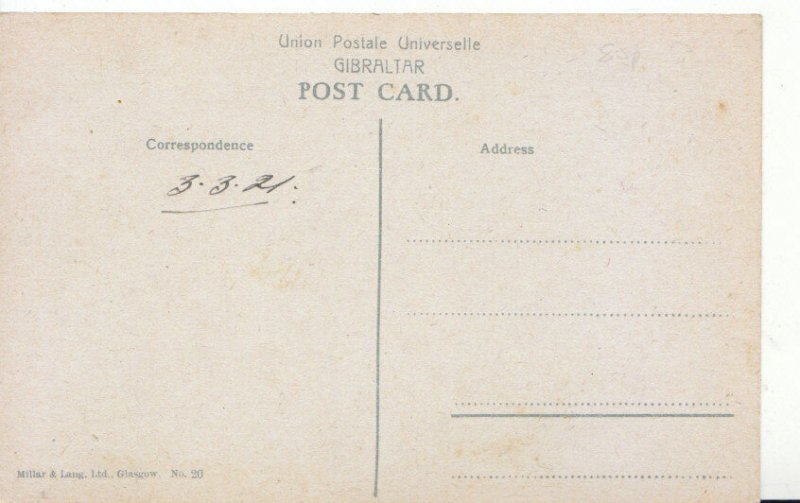 Union Postale Universelle
GIBRALTAR
POST CARD.
Correspondence
Address
3.3.21.
Millar & Lang, Ltd., Glasgow. No. 20